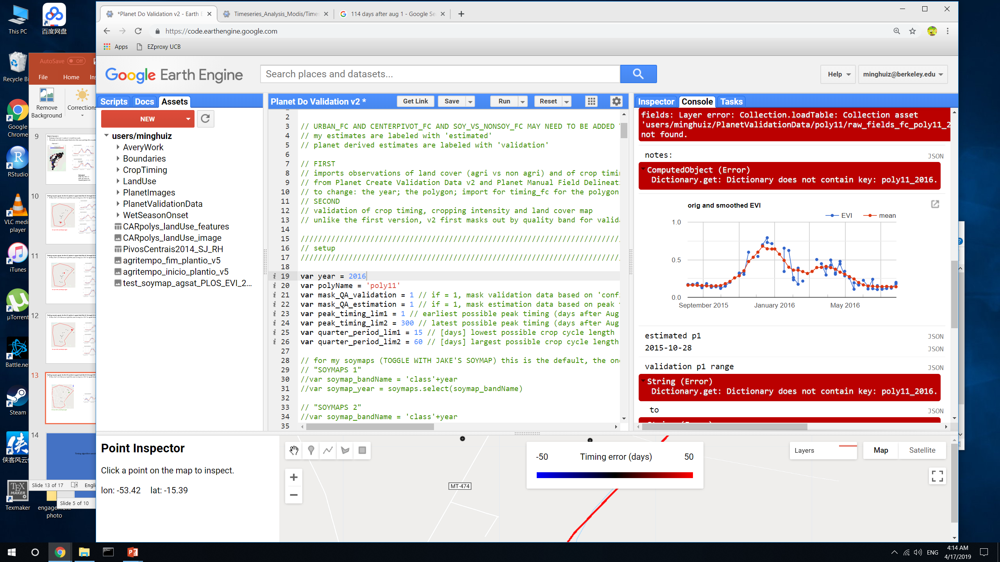 This PC
百度网盘
Recycle Bi
Google Chrome
RStudio
VLC medi
player
iTunes
µTorrent
Battle.net
Steam
Texmaker
engagement
photo
AutoSave Off
File Home Ins
Remove Background
Corrections
9
10
11
12
13
14
Slide 13 of 17 Engli
Slide 5 of 10
*Planet Do Validation v2 - Earth E
Timeseries_Analysis_Modis/Times
114 days after aug 1 - Google Se
https://code.earthengine.google.com
Apps EZproxy UCB
Google Earth Engine
Search places and datasets...
Help
minghuiz@berkeley.edu
Scripts Docs Assets
NEW
users/minghuiz
AveryWork
Boundaries
CropTiming
LandUse
PlanetImages
PlanetValidationData
WetSeasonOnset
CARpolys_landUse_features
CARpolys_landUse_image
PivosCentrais2014_SJ_RH
agritempo_fim_plantio_v5
agritempo_inicio_plantio_v5
test_soymap_agsat_PLOS_EVI_2...
Planet Do Validation v2 *
Get Link Save Run Reset
2
3 // URBAN_FC AND CENTERPIVOT_FC AND SOY_VS_NONSOY_FC MAY NEED TO BE ADDED
4 // my estimates are labeled with 'estimated'
5 // planet derived estimates are labeled with 'validation'
6
7 // FIRST
8 // imports observations of land cover (agri vs non agri) and of crop timin
9 // from Planet Create Validation Data v2 and Planet Manual Field Delineati
10 // to change: the year; the polygon; import for timing_fc for the polygon
11 // SECOND
12 // validation of crop timing, cropping intensity and land cover map
13 // unlike the first version, v2 first masks out by quality band for valida
14
15 //////////////////////////////////////////////////////////////////////////
16 // setup
17 //////////////////////////////////////////////////////////////////////////
18
19 var year = 2016
20 var polyName = 'poly11'
21 var mask_QA_validation = 1 // if = 1, mask validation data based on 'confi
22 var mask_QA_estimation = 1 // if = 1, mask estimation data based on peak
23 var peak_timing_lim1 = 1 // earliest possible peak timing (days after Aug
24 var peak_timing_lim2 = 300 // latest possible peak timing (days after Aug
25 var quarter_period_lim1 = 15 // [days] lowest possible crop cycle length
26 var quarter_period_lim2 = 60 // [days] largest possible crop cycle length
27
28 // for my soymaps (TOGGLE WITH JAKE'S SOYMAP) this is the default, the one
29 // "SOYMAPS 1"
30 //var soymap_bandName = 'class'+year
31 //var soymap_year = soymaps.select(soymap_bandName)
32
33 // "SOYMAPS 2"
34 //var soymap_bandName = 'class'+year
35
Inspector Console Tasks
fields: Layer error: Collection.loadTable: Collection asset
'users/minghuiz/PlanetValidationData/poly11/raw_fields_fc_poly11_2
not found.
notes: JSON
ComputedObject (Error)
Dictionary.get: Dictionary does not contain key: poly11_2016.
orig and smoothed EVI
EVI mean
1.0
0.5
0.0
September 2015 January 2016 May 2016
estimated p1 JSON
2015-10-28 JSON
validation p1 range JSON
String (Error)
Dictionary.get: Dictionary does not contain key: poly11_2016.
to JSON
Point Inspector
Click a point on the map to inspect.
lon: -53.42 lat: -15.39
MT-474
-50 Timing error (days) 50
Layers
Map Satellite
ENG
4:14 AM
4/17/2019